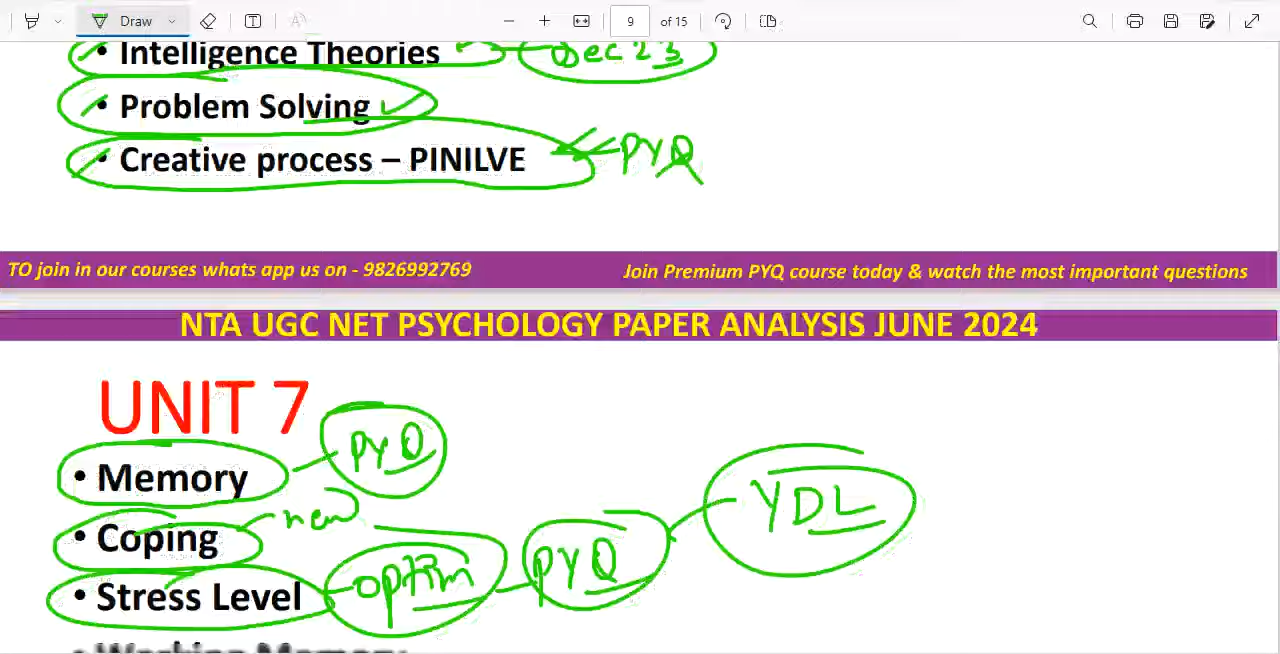 Draw
9 of 15
• Intelligence Theories Dec 23
• Problem Solving
• Creative process – PINILVE PYQ
TO join in our courses whats app us on - 9826992769
Join Premium PYQ course today & watch the most important questions
NTA UGC NET PSYCHOLOGY PAPER ANALYSIS JUNE 2024
UNIT 7
• Memory PYQ
• Coping new
• Stress Level optim PYQ YDL
• Working Memory